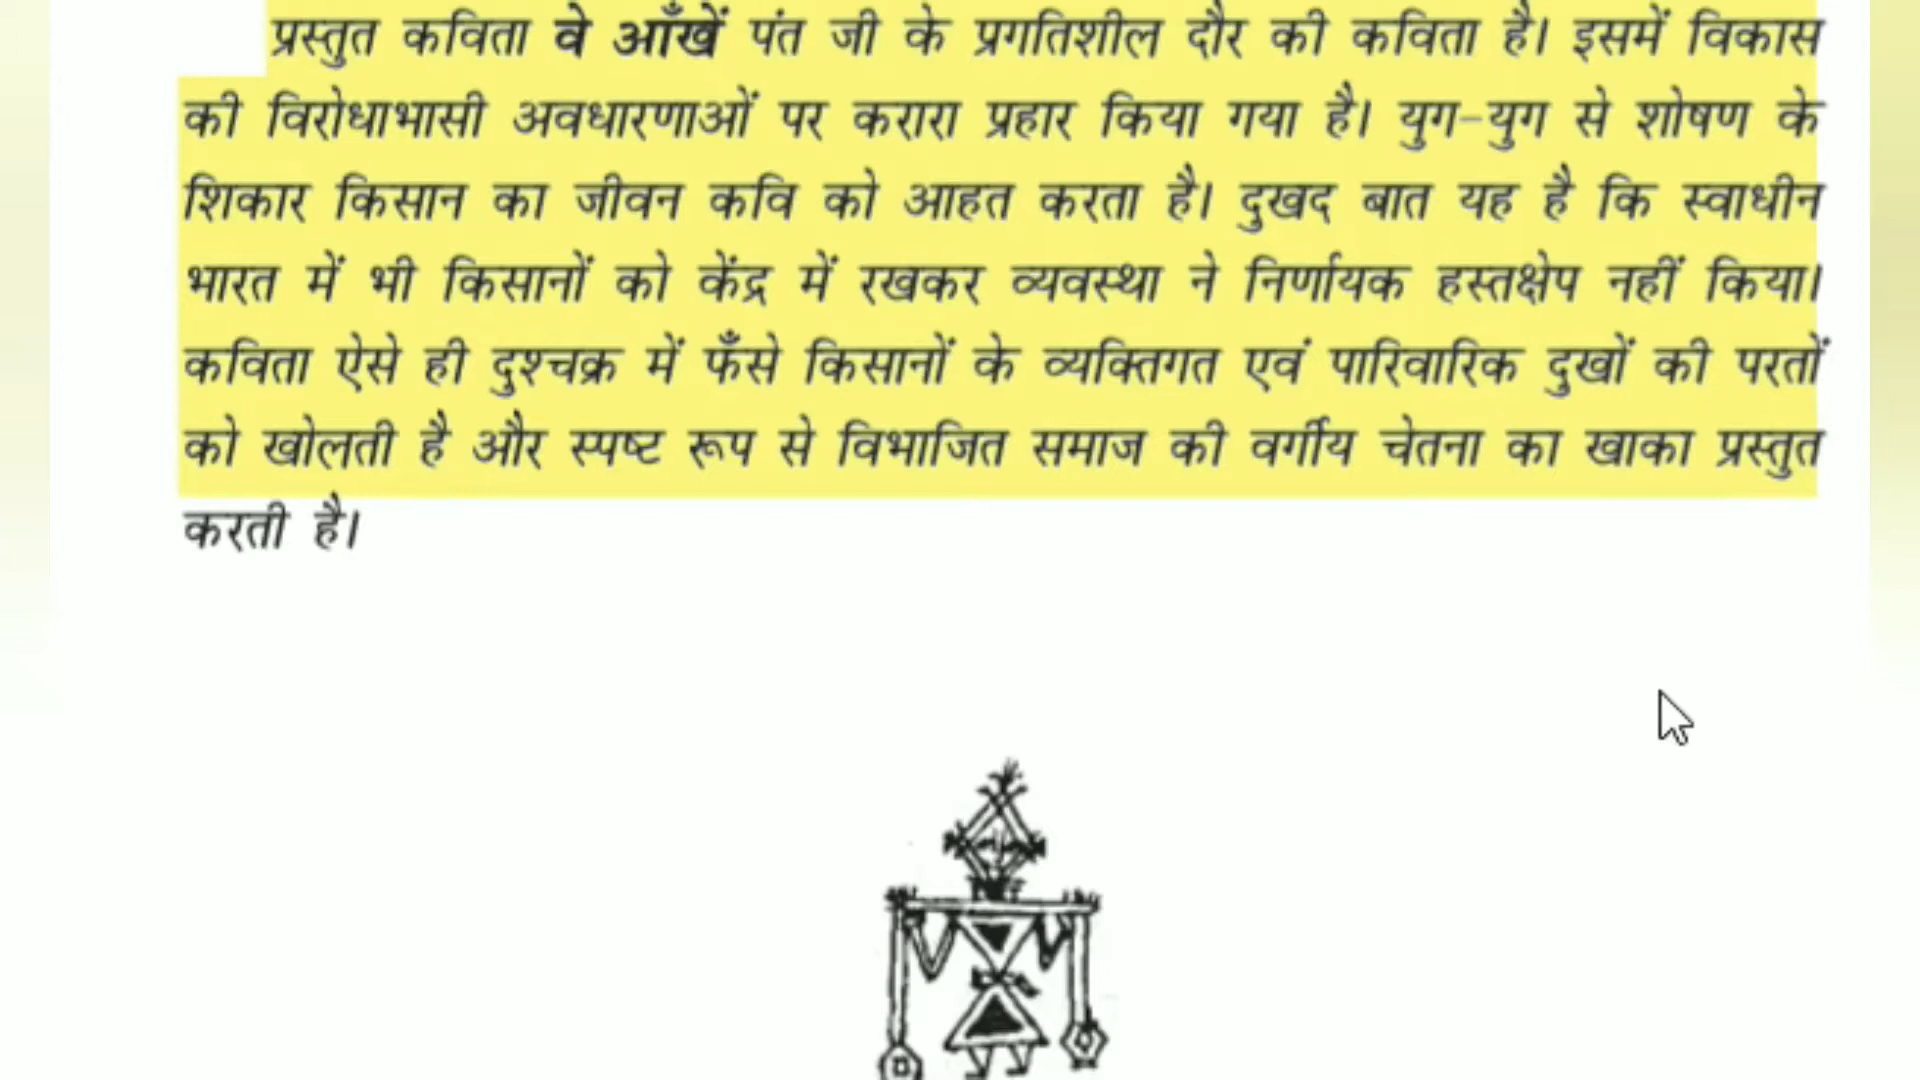 प्रस्तुत कविता वे आँखें पंत जी के प्रगतिशील दौर की कविता है। इसमें विकास
की विरोधाभासी अवधारणाओं पर करारा प्रहार किया गया है। युग-युग से शोषण के
शिकार किसान का जीवन कवि को आहत करता है। दुखद बात यह है कि स्वाधीन
भारत में भी किसानों को केंद्र में रखकर व्यवस्था ने निर्णायक हस्तक्षेप नहीं किया।
कविता ऐसे ही दुश्चक्र में फँसे किसानों के व्यक्तिगत एवं पारिवारिक दुखों की परतों
को खोलती है और स्पष्ट रूप से विभाजित समाज की वर्गीय चेतना का खाका प्रस्तुत
करती है।